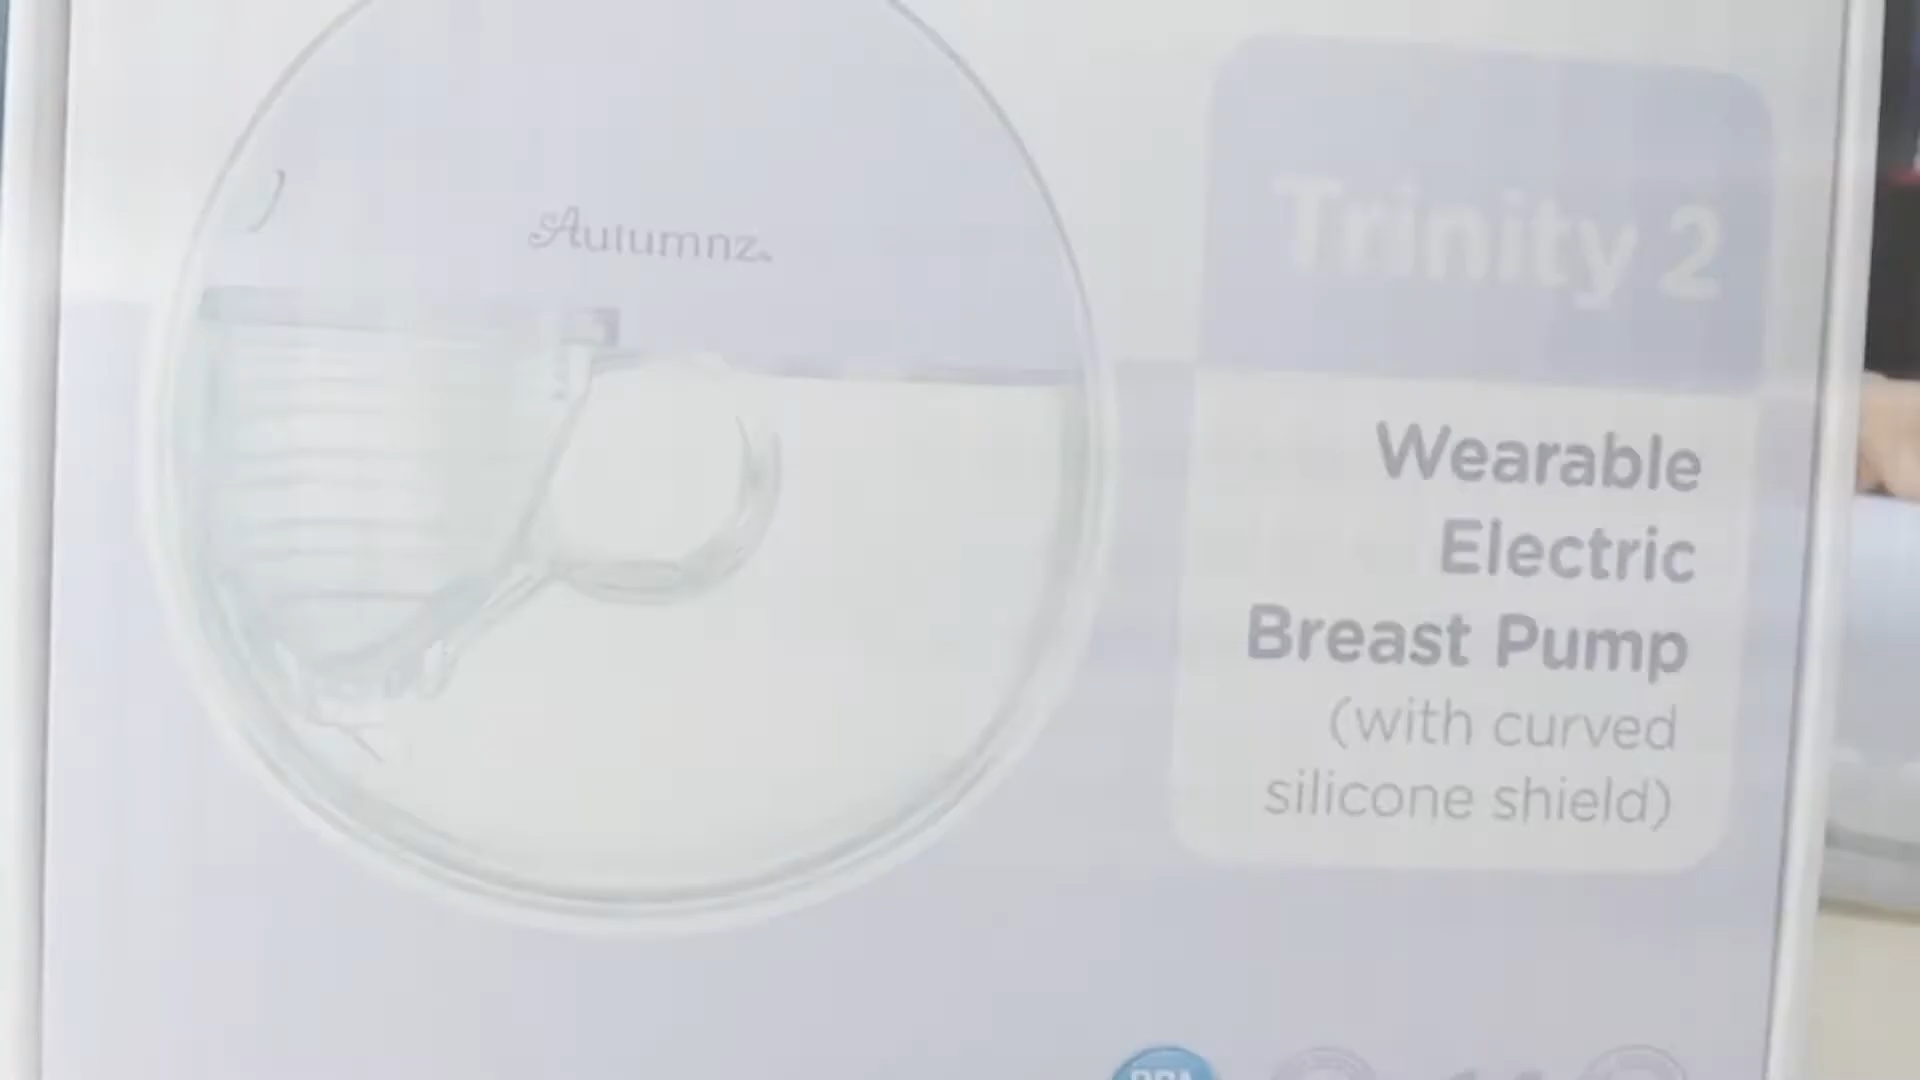 Autumnz
Trinity 2
Wearable
Electric
Breast Pump
(with curved
silicone shield)